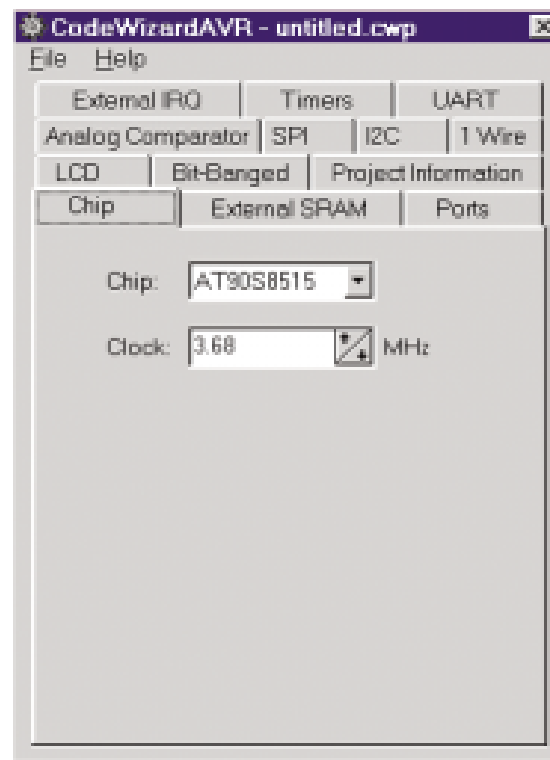 CodeWizardAVR - untitled.cwp
File Help
External IRQ Timers UART
Analog Comparator SPI I2C 1 Wire
LCD Bit-Banged Project Information
Chip External SRAM Ports
Chip: AT90S8515
Clock: 3.68 MHz